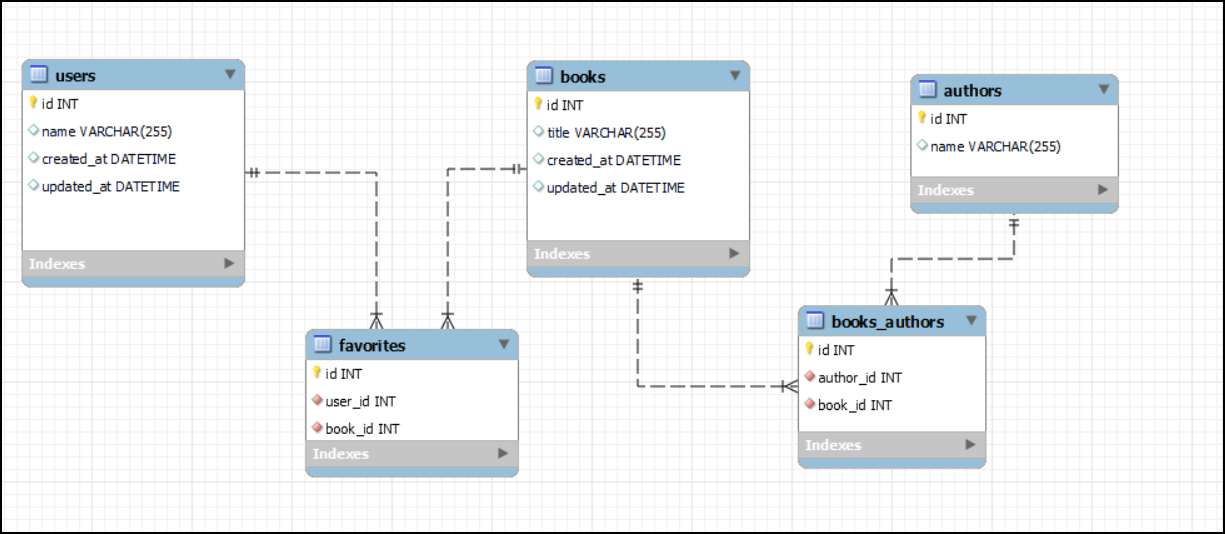 users
id INT
name VARCHAR(255)
created_at DATETIME
updated_at DATETIME
Indexes
books
id INT
title VARCHAR(255)
created_at DATETIME
updated_at DATETIME
Indexes
authors
id INT
name VARCHAR(255)
Indexes
favorites
id INT
user_id INT
book_id INT
Indexes
books_authors
id INT
author_id INT
book_id INT
Indexes